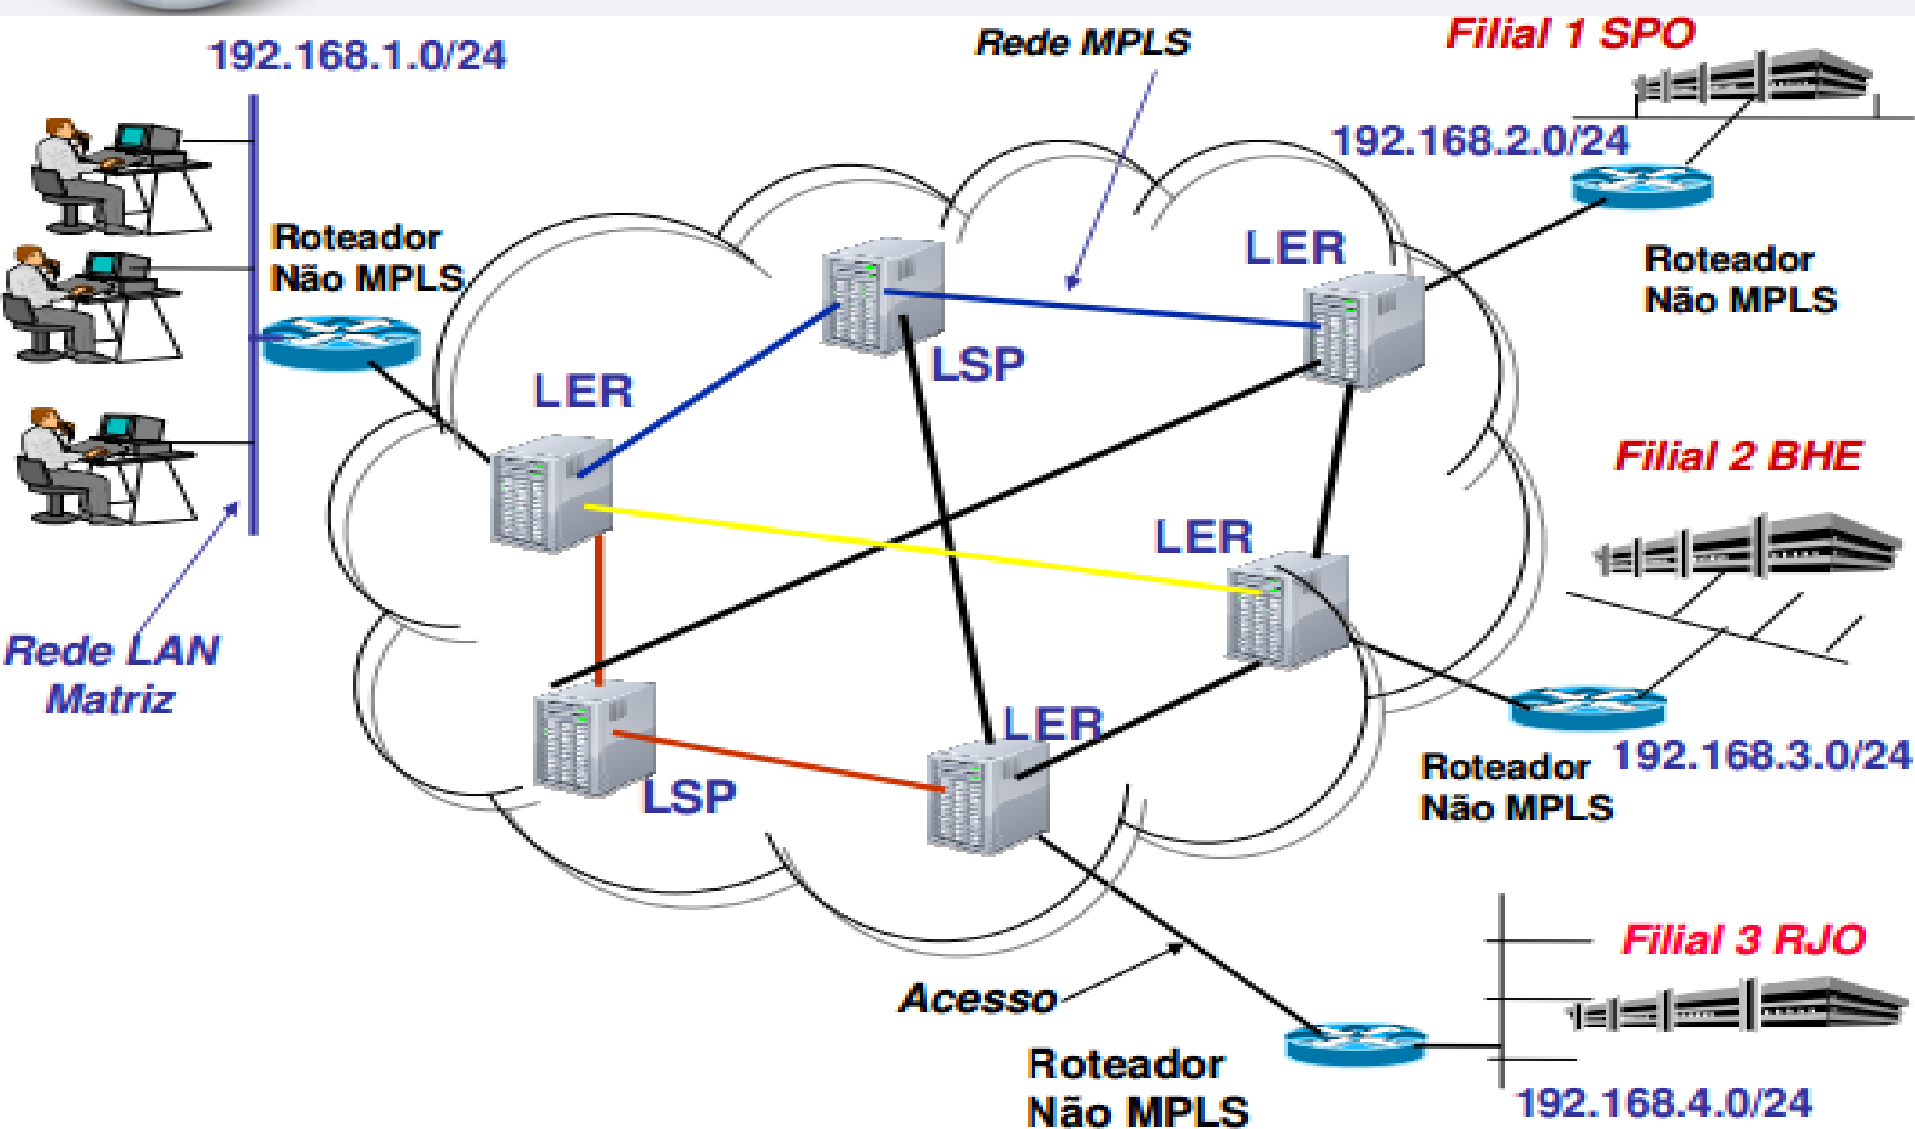 192.168.1.0/24
Rede MPLS
Filial 1 SPO
192.168.2.0/24
Roteador
Não MPLS
LER
Roteador
Não MPLS
LSP
LER
Filial 2 BHE
LER
Rede LAN
Matriz
LER
LSP
192.168.3.0/24
Roteador
Não MPLS
Filial 3 RJO
Acesso
Roteador
Não MPLS
192.168.4.0/24